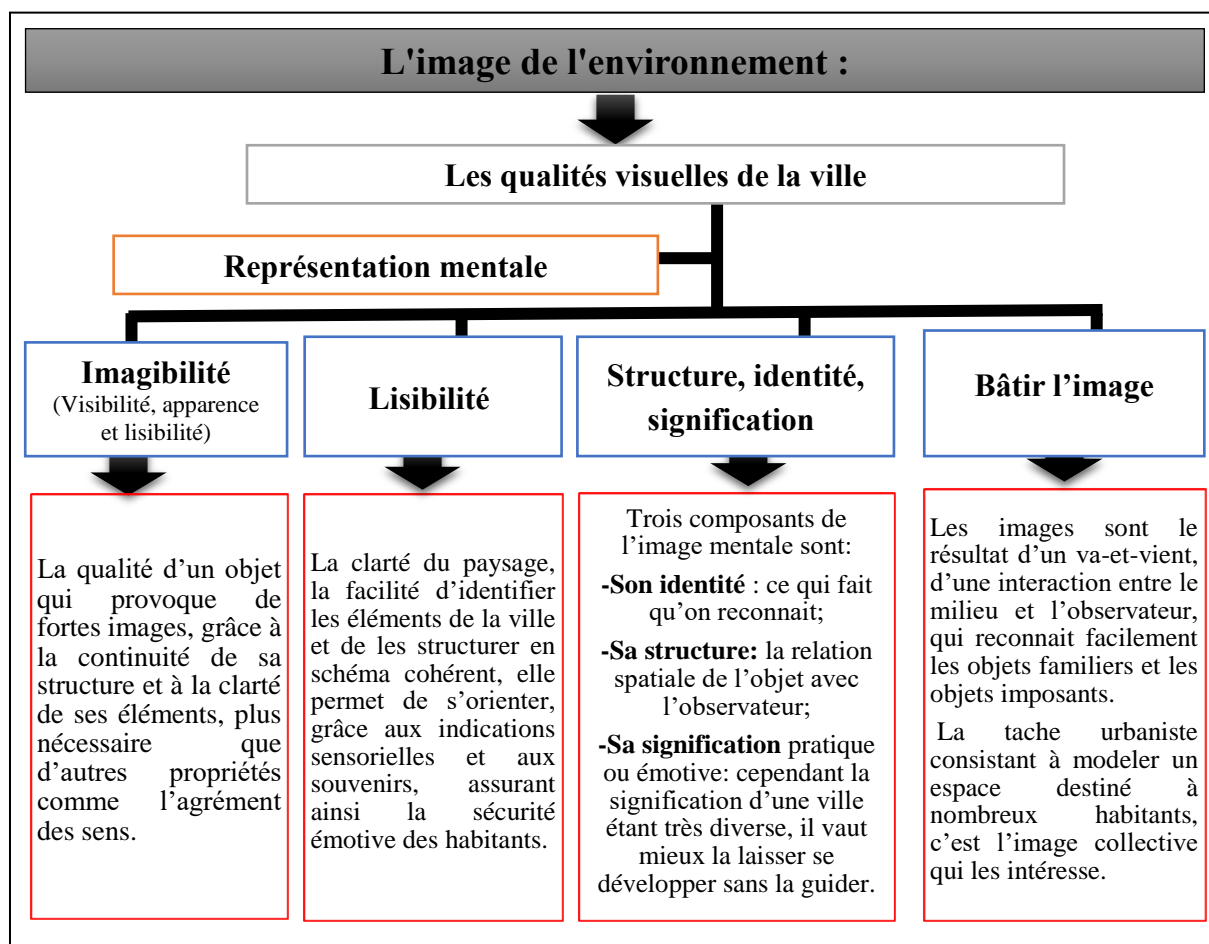 L'image de l'environnement :
Les qualités visuelles de la ville
Représentation mentale
Imagibilité
(Visibilité, apparence
et lisibilité)
Lisibilité
Structure, identité,
signification
Bâtir l’image
La qualité d’un objet
qui provoque de
fortes images, grâce à
la continuité de sa
structure et à la clarté
de ses éléments, plus
nécessaire que
d’autres propriétés
comme l’agrément
des sens.
La clarté du paysage,
la facilité d’identifier
les éléments de la ville
et de les structurer en
schéma cohérent, elle
permet de s’orienter,
grâce aux indications
sensorielles et aux
souvenirs, assurant
ainsi la sécurité
émotive des habitants.
Trois composants de
l’image mentale sont:
-Son identité : ce qui fait
qu’on reconnait;
-Sa structure: la relation
spatiale de l’objet avec
l’observateur;
-Sa signification pratique
ou émotive: cependant la
signification d’une ville
étant très diverse, il vaut
mieux la laisser se
développer sans la guider.
Les images sont le
résultat d’un va-et-vient,
d’une interaction entre le
milieu et l’observateur,
qui reconnait facilement
les objets familiers et les
objets imposants.
La tache urbaniste
consistant à modeler un
espace destiné à
nombreux habitants,
c’est l’image collective
qui les intéresse.